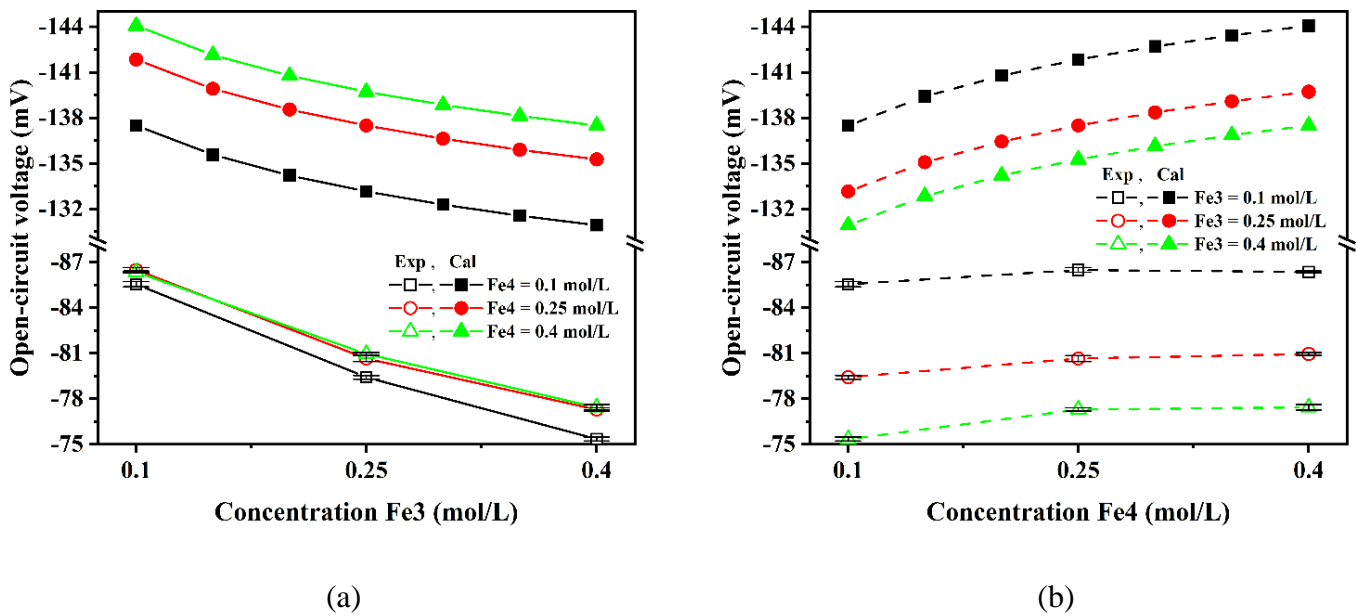 -144
-141
-138
-135
-132
-87
-84
-81
-78
-75
Open-circuit voltage (mV)
Exp , Cal
, Fe4 = 0.1 mol/L
, Fe4 = 0.25 mol/L
, Fe4 = 0.4 mol/L
0.1 0.25 0.4
Concentration Fe3 (mol/L)
(a)
-144
-141
-138
-135
-132
-87
-84
-81
-78
-75
Open-circuit voltage (mV)
Exp , Cal
, Fe3 = 0.1 mol/L
, Fe3 = 0.25 mol/L
, Fe3 = 0.4 mol/L
0.1 0.25 0.4
Concentration Fe4 (mol/L)
(b)